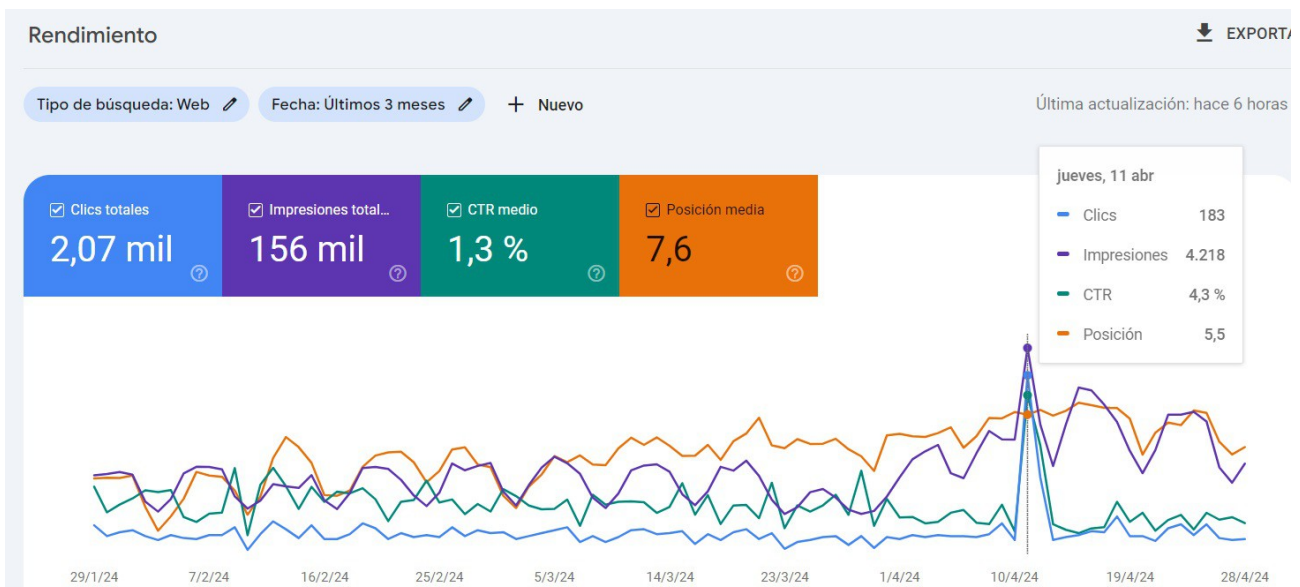 Rendimiento
EXPORTA
Tipo de búsqueda: Web
Fecha: Últimos 3 meses
+ Nuevo
Última actualización: hace 6 horas
Clics totales
Impresiones total...
CTR medio
Posición media
2,07 mil
156 mil
1,3 %
7,6
jueves, 11 abr
Clics 183
Impresiones 4.218
CTR 4,3 %
Posición 5,5
29/1/24 7/2/24 16/2/24 25/2/24 5/3/24 14/3/24 23/3/24 1/4/24 10/4/24 19/4/24 28/4/24